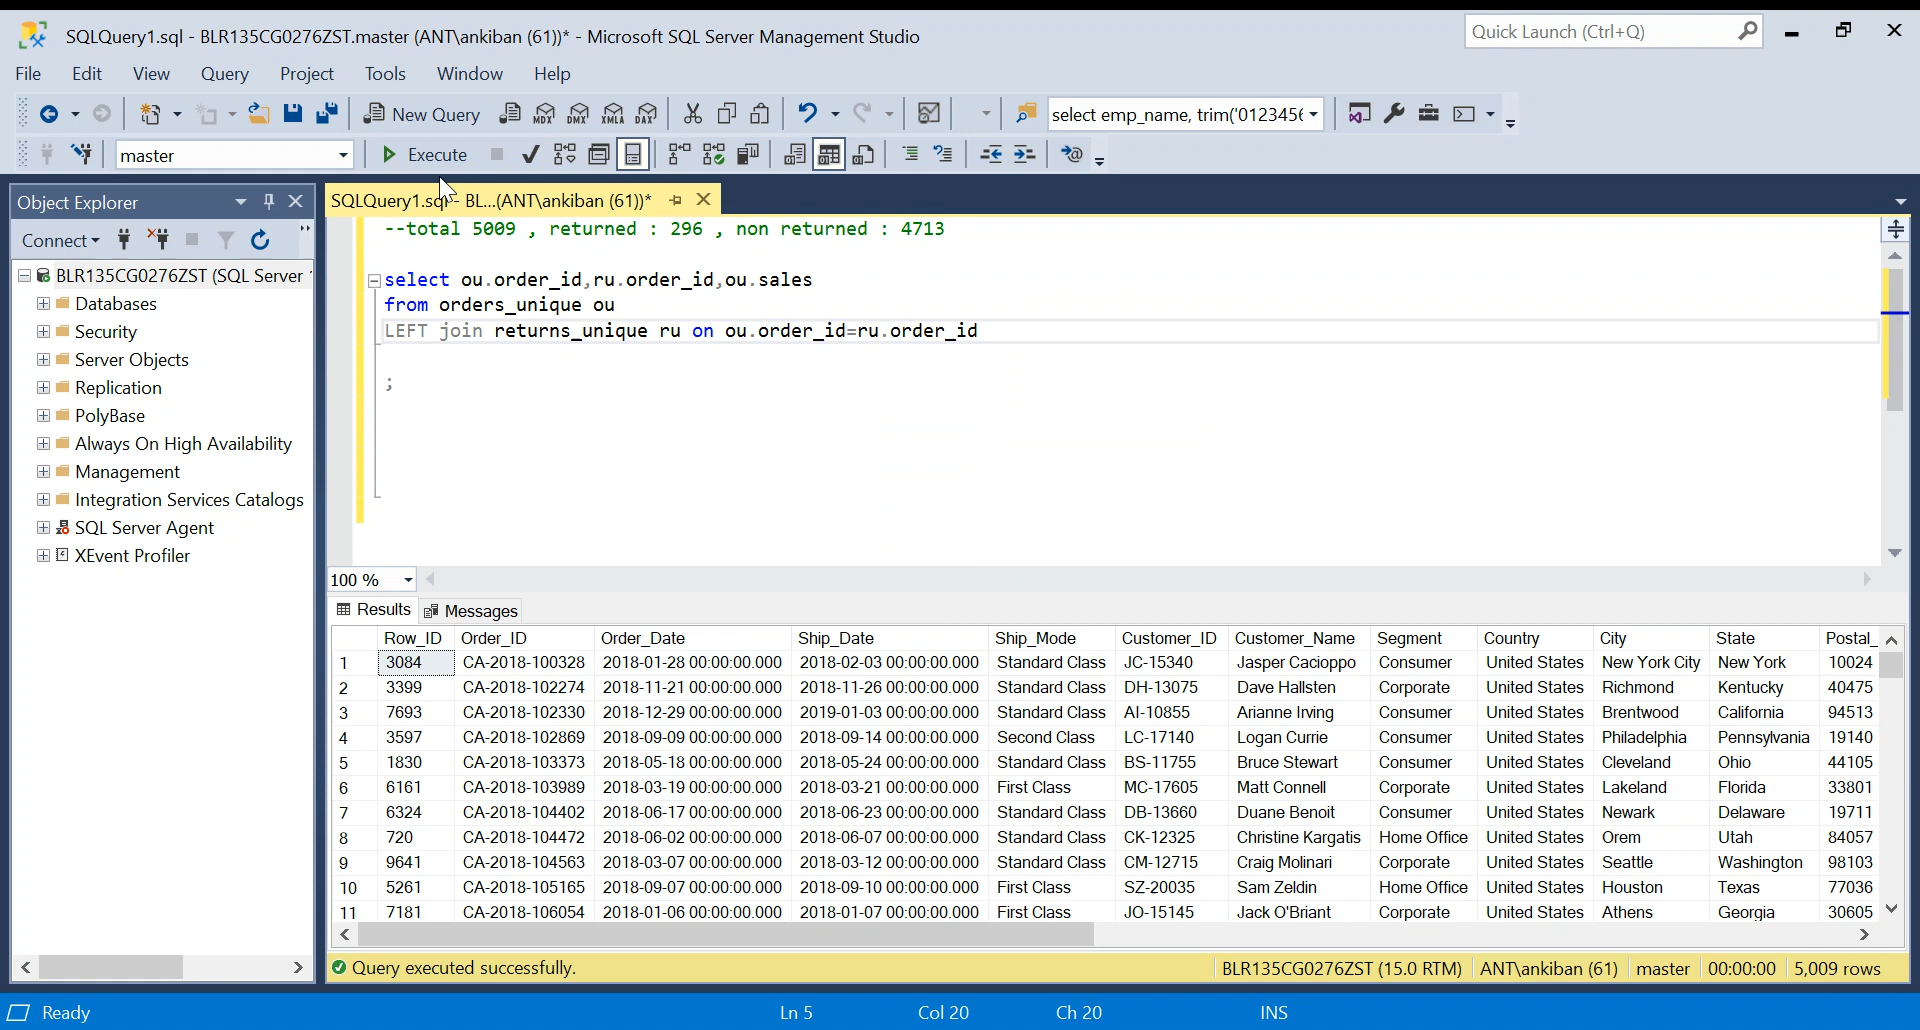 SQLQuery1.sql - BLR135CG0276ZST.master (ANT\ankiban (61))* - Microsoft SQL Server Management Studio
Quick Launch (Ctrl+Q)
File Edit View Query Project Tools Window Help
New Query MDX DMX XMLA DAX select emp_name, trim('0123456
master Execute
Object Explorer
Connect
BLR135CG0276ZST (SQL Server
Databases
Security
Server Objects
Replication
PolyBase
Always On High Availability
Management
Integration Services Catalogs
SQL Server Agent
XEvent Profiler
SQLQuery1.sql - BL...(ANT\ankiban (61))*
--total 5009 , returned : 296 , non returned : 4713
select ou.order_id,ru.order_id,ou.sales
from orders_unique ou
LEFT join returns_unique ru on ou.order_id=ru.order_id
;
100 %
Results Messages
Row_ID Order_ID Order_Date Ship_Date Ship_Mode Customer_ID Customer_Name Segment Country City State Postal_
1 3084 CA-2018-100328 2018-01-28 00:00:00.000 2018-02-03 00:00:00.000 Standard Class JC-15340 Jasper Cacioppo Consumer United States New York City New York 10024
2 3399 CA-2018-102274 2018-11-21 00:00:00.000 2018-11-26 00:00:00.000 Standard Class DH-13075 Dave Hallsten Corporate United States Richmond Kentucky 40475
3 7693 CA-2018-102330 2018-12-29 00:00:00.000 2019-01-03 00:00:00.000 Standard Class AI-10855 Arianne Irving Consumer United States Brentwood California 94513
4 3597 CA-2018-102869 2018-09-09 00:00:00.000 2018-09-14 00:00:00.000 Second Class LC-17140 Logan Currie Consumer United States Philadelphia Pennsylvania 19140
5 1830 CA-2018-103373 2018-05-18 00:00:00.000 2018-05-24 00:00:00.000 Standard Class BS-11755 Bruce Stewart Consumer United States Cleveland Ohio 44105
6 6161 CA-2018-103989 2018-03-19 00:00:00.000 2018-03-21 00:00:00.000 First Class MC-17605 Matt Connell Corporate United States Lakeland Florida 33801
7 6324 CA-2018-104402 2018-06-17 00:00:00.000 2018-06-23 00:00:00.000 Standard Class DB-13660 Duane Benoit Consumer United States Newark Delaware 19711
8 720 CA-2018-104472 2018-06-02 00:00:00.000 2018-06-07 00:00:00.000 Standard Class CK-12325 Christine Kargatis Home Office United States Orem Utah 84057
9 9641 CA-2018-104563 2018-03-07 00:00:00.000 2018-03-12 00:00:00.000 Standard Class CM-12715 Craig Molinari Corporate United States Seattle Washington 98103
10 5261 CA-2018-105165 2018-09-07 00:00:00.000 2018-09-10 00:00:00.000 First Class SZ-20035 Sam Zeldin Home Office United States Houston Texas 77036
11 7181 CA-2018-106054 2018-01-06 00:00:00.000 2018-01-07 00:00:00.000 First Class JO-15145 Jack O'Briant Corporate United States Athens Georgia 30605
Query executed successfully. BLR135CG0276ZST (15.0 RTM) ANT\ankiban (61) master 00:00:00 5,009 rows
Ready Ln 5 Col 20 Ch 20 INS